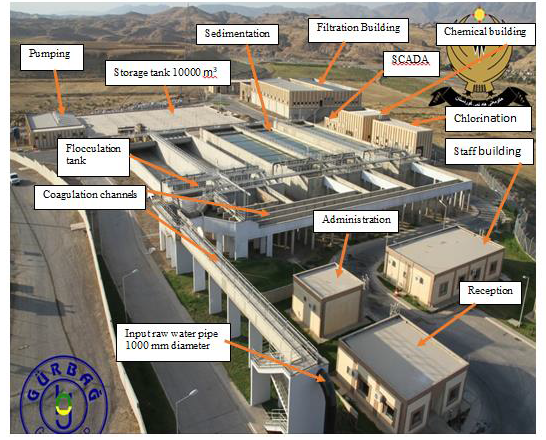 Pumping
Storage tank 10000 m³
Sedimentation
Filtration Building
Chemical building
SCADA
Chlorination
Staff building
Flocculation
tank
Coagulation channels
Administration
Reception
Input raw water pipe
1000 mm diameter
GÜRBAĞ